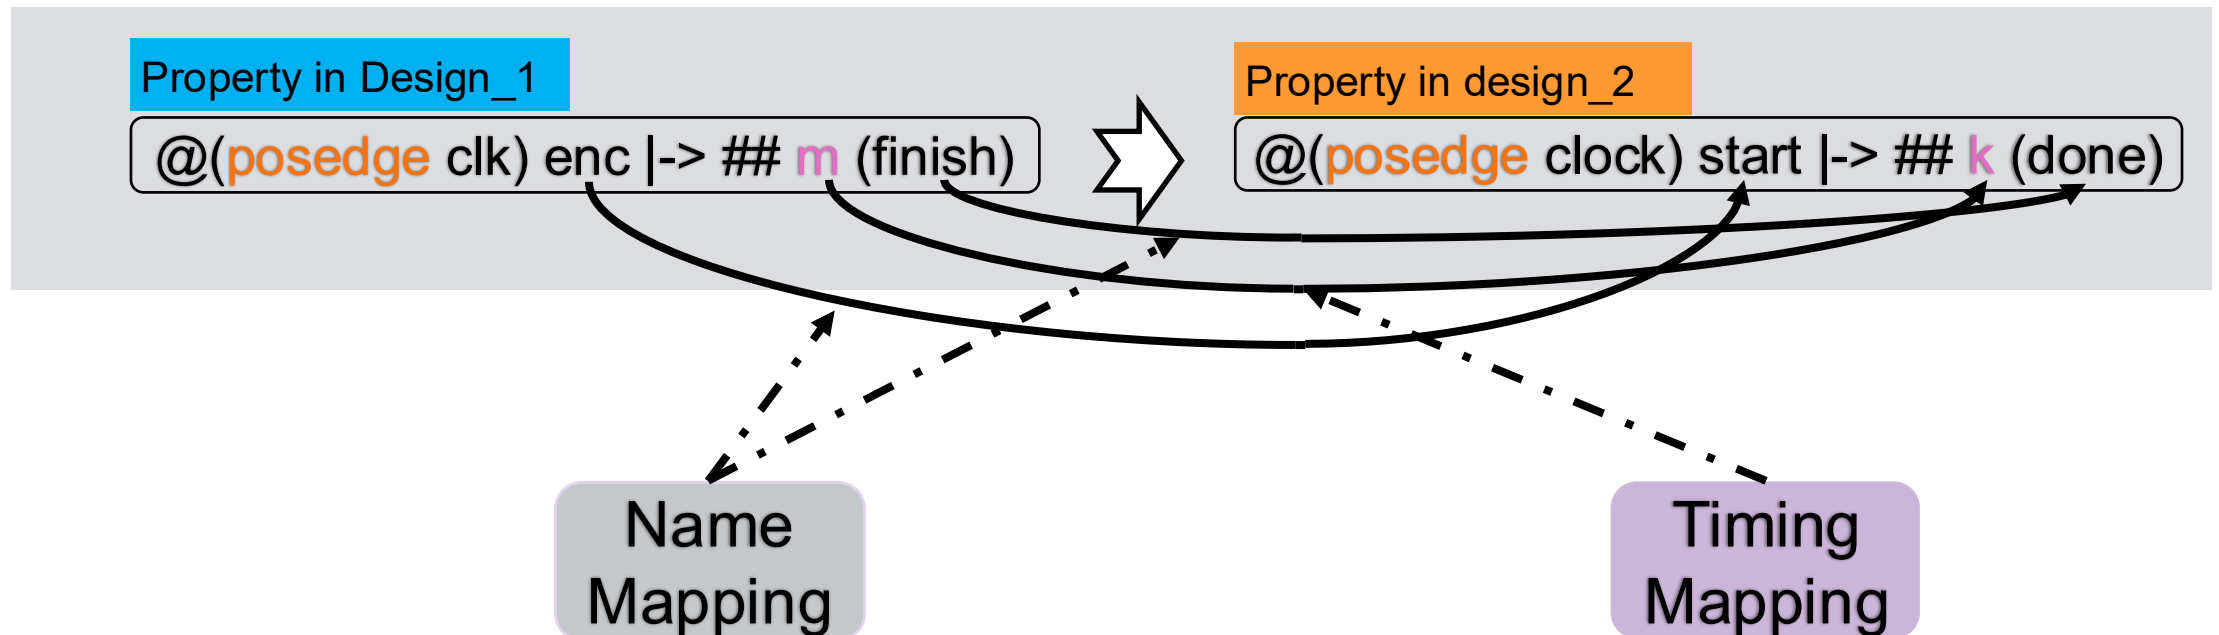 Property in Design_1
Property in design_2
@(posedge clk) enc |-> ## m (finish)
@(posedge clock) start |-> ## k (done)
Name
Mapping
Timing
Mapping